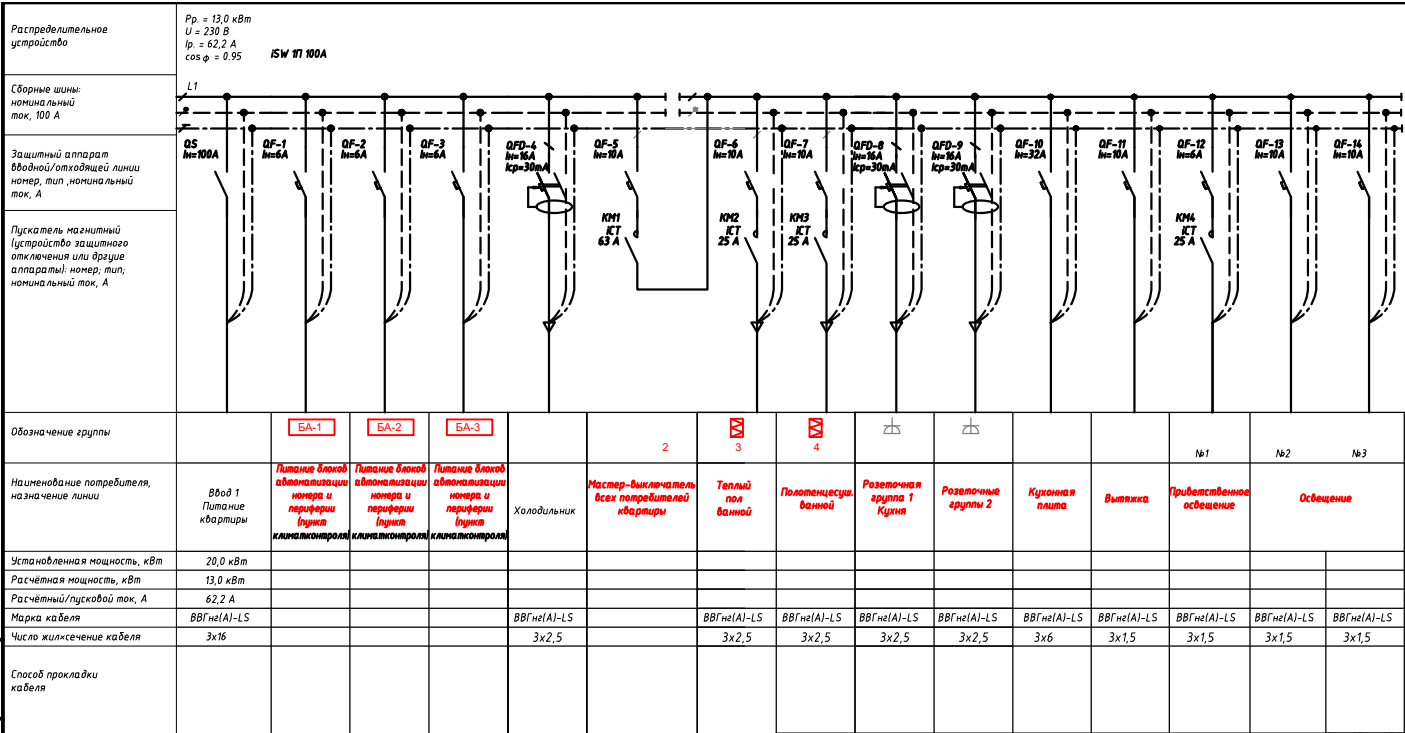 Распределительное
устройство
Pр. = 13,0 кВт
U = 230 В
Iр. = 62,2 А
cos φ = 0.95
iSW 1П 100А
Сборные шины:
номинальный
ток, 100 А
L1
Защитный аппарат
вводной/отходящей линии
номер, тип ,номинальный
ток, А
QS
Iн=100А
QF-1
Iн=6А
QF-2
Iн=6А
QF-3
Iн=6А
QFD-4
Iн=16А
Iср=30mA
QF-5
Iн=10А
QF-6
Iн=10А
QF-7
Iн=10А
QFD-8
Iн=16А
Iср=30mA
QFD-9
Iн=16А
Iср=30mA
QF-10
Iн=32А
QF-11
Iн=10А
QF-12
Iн=6А
QF-13
Iн=10А
QF-14
Iн=10А
Пускатель магнитный
(устройство защитного
отключения или другие
аппараты): номер; тип;
номинальный ток, А
КМ1
iCT
63 А
КМ2
iCT
25 А
КМ3
iCT
25 А
КМ4
iCT
25 А
Обозначение группы
БА-1
БА-2
БА-3
2
3
4
№1
№2
№3
Наименование потребителя,
назначение линии
Ввод 1
Питание
квартиры
Питание блоков
автоматизации
номера и
периферии
(пункт
климатконтроля)
Питание блоков
автоматизации
номера и
периферии
(пункт
климатконтроля)
Питание блоков
автоматизации
номера и
периферии
(пункт
климатконтроля)
Холодильник
Мастер-выключатель
всех потребителей
квартиры
Теплый
пол
ванной
Полотенцесуш.
ванной
Розеточная
группа 1
Кухня
Розеточные
группы 2
Кухонная
плита
Вытяжка
Приветственное
освещение
Освещение
Установленная мощность, кВт
20,0 кВт
Расчётная мощность, кВт
13,0 кВт
Расчётный/пусковой ток, А
62,2 А
Марка кабеля
ВВГнг(А)-LS
ВВГнг(А)-LS
ВВГнг(А)-LS
ВВГнг(А)-LS
ВВГнг(А)-LS
ВВГнг(А)-LS
ВВГнг(А)-LS
ВВГнг(А)-LS
ВВГнг(А)-LS
ВВГнг(А)-LS
ВВГнг(А)-LS
Число жил×сечение кабеля
3х16
3х2,5
3х2,5
3х2,5
3х2,5
3х2,5
3х6
3х1,5
3х1,5
3х1,5
3х1,5
Способ прокладки
кабеля